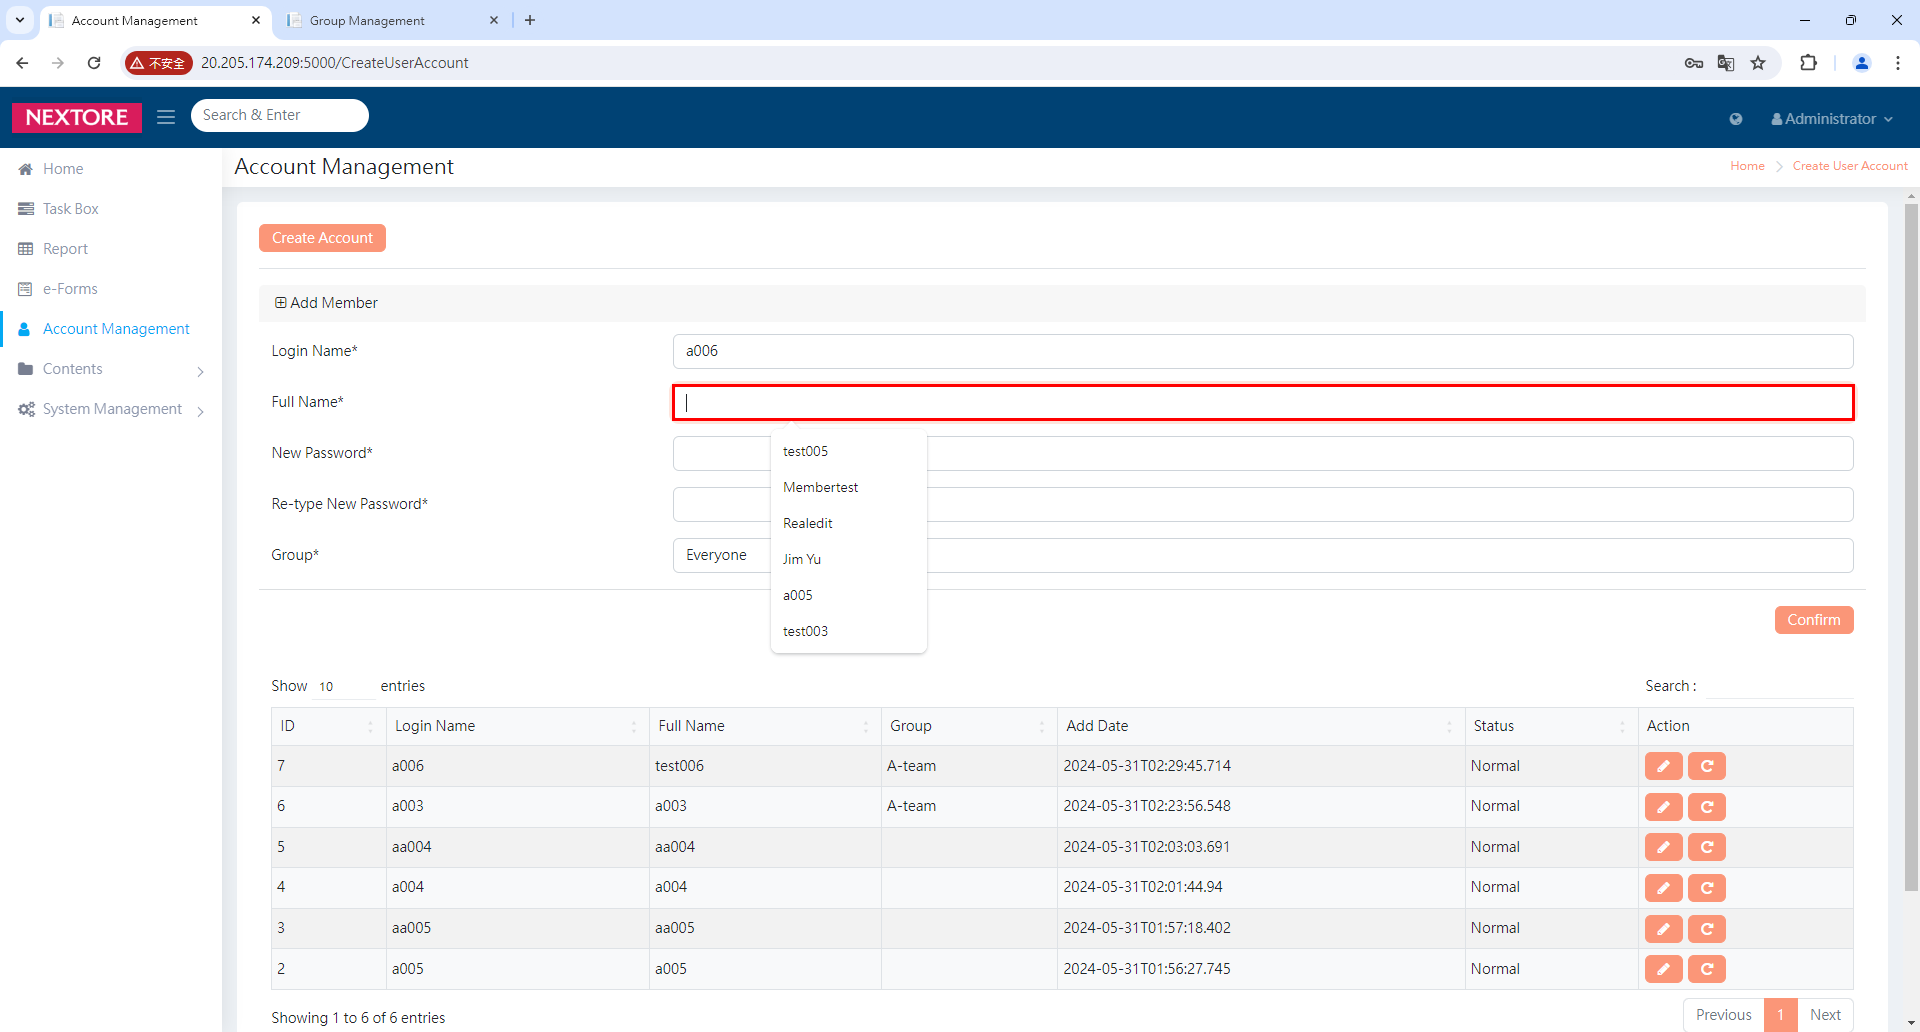 Account Management
Group Management
不安全
20.205.174.209:5000/CreateUserAccount
NEXTORE
Search & Enter
Administrator
Home
Task Box
Report
e-Forms
Account Management
Contents
System Management
Account Management
Home
Create User Account
Create Account
Add Member
Login Name*
a006
Full Name*
New Password*
Re-type New Password*
Group*
Everyone
test005
Membertest
Realedit
Jim Yu
a005
test003
Confirm
Show 10 entries
Search :
ID Login Name Full Name Group Add Date Status Action
7 a006 test006 A-team 2024-05-31T02:29:45.714 Normal
6 a003 a003 A-team 2024-05-31T02:23:56.548 Normal
5 aa004 aa004 2024-05-31T02:03:03.691 Normal
4 a004 a004 2024-05-31T02:01:44.94 Normal
3 aa005 aa005 2024-05-31T01:57:18.402 Normal
2 a005 a005 2024-05-31T01:56:27.745 Normal
Showing 1 to 6 of 6 entries
Previous 1 Next